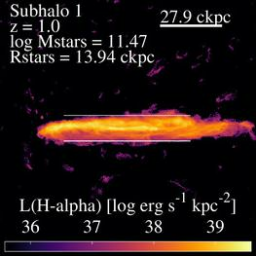 Subhalo 1
27.9 ckpc
z = 1.0
log Mstars = 11.47
Rstars = 13.94 ckpc
L(H-alpha) [log erg s⁻¹ kpc⁻²]
36 37 38 39